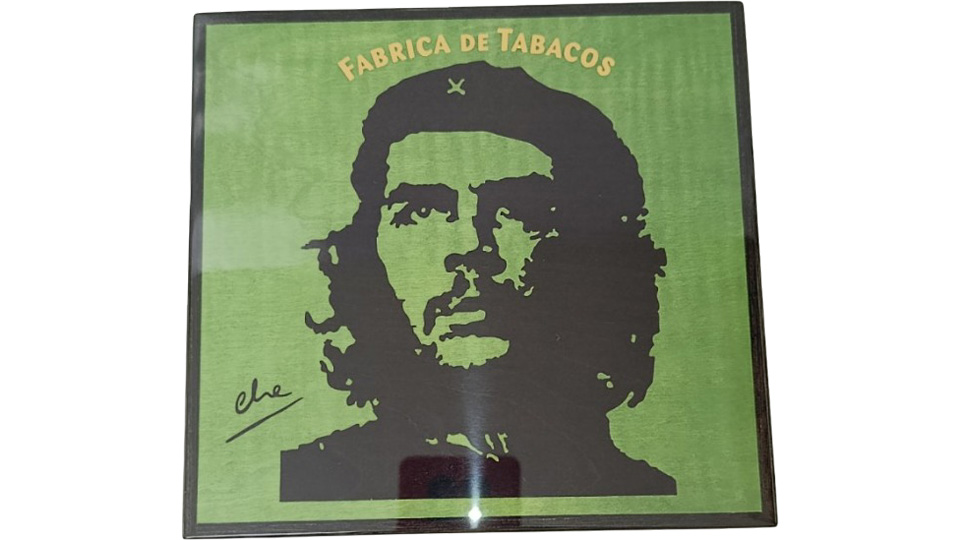 FABRICA DE TABACOS
che